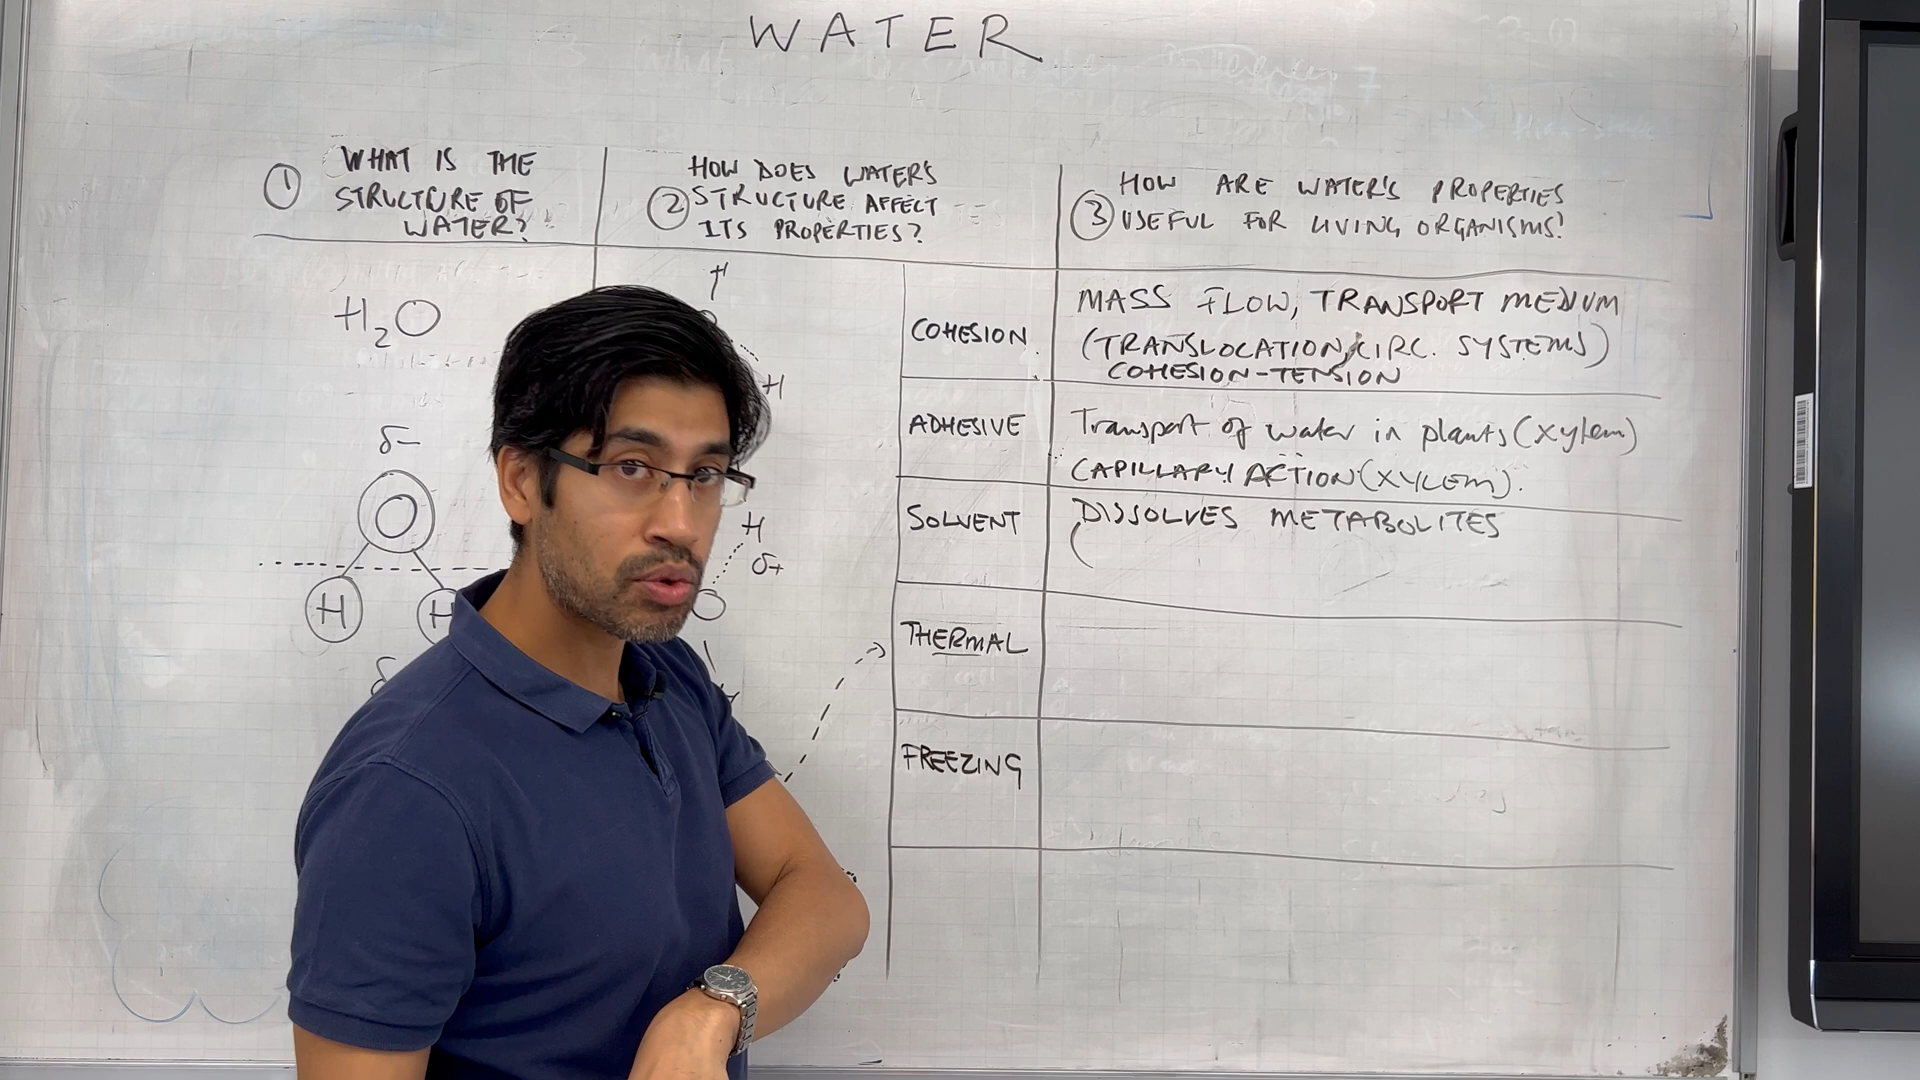 WATER
① WHAT IS THE
STRUCTURE OF
WATER?
② HOW DOES WATER'S
STRUCTURE AFFECT
ITS PROPERTIES?
③ HOW ARE WATER'S PROPERTIES
USEFUL FOR LIVING ORGANISMS?
H₂O
δ-
O
H
H
δ
H
H
δ+
COHESION
MASS FLOW, TRANSPORT MEDIUM
(TRANSLOCATION, CIRC. SYSTEMS)
COHESION-TENSION
ADHESIVE
Transport of water in plants (xylem)
CAPILLARY ACTION (XYLEM).
SOLVENT
DISSOLVES METABOLITES
(
THERMAL
FREEZING